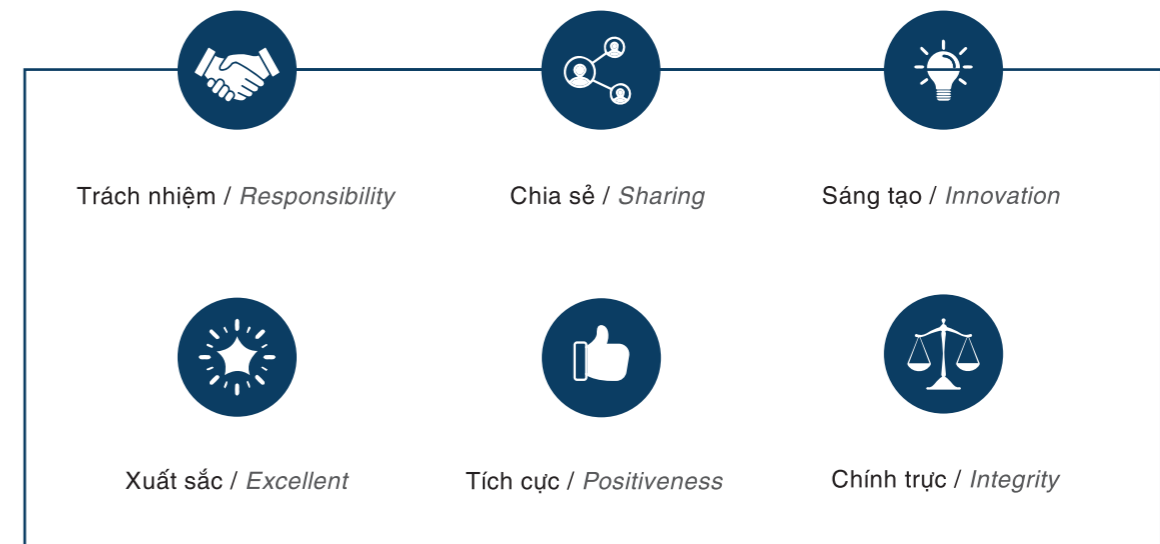 Trách nhiệm / Responsibility
Chia sẻ / Sharing
Sáng tạo / Innovation
Xuất sắc / Excellent
Tích cực / Positiveness
Chính trực / Integrity